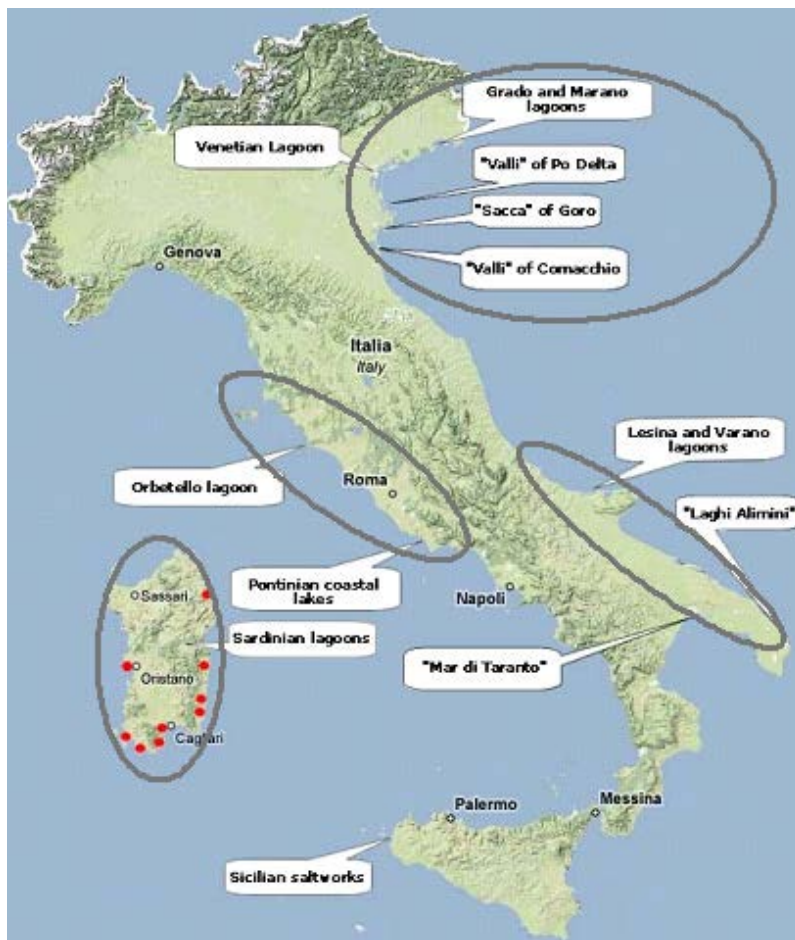 Grado and Marano
lagoons
Venetian Lagoon
"Valli" of Po Delta
"Sacca" of Goro
"Valli" of Comacchio
Genova
Italia
Italy
Lesina and Varano
lagoons
Orbetello lagoon
Roma
"Laghi Alimini"
Pontinian coastal
lakes
Napoli
Sassari
Sardinian lagoons
"Mar di Taranto"
Oristano
Cagliari
Palermo
Messina
Sicilian saltworks